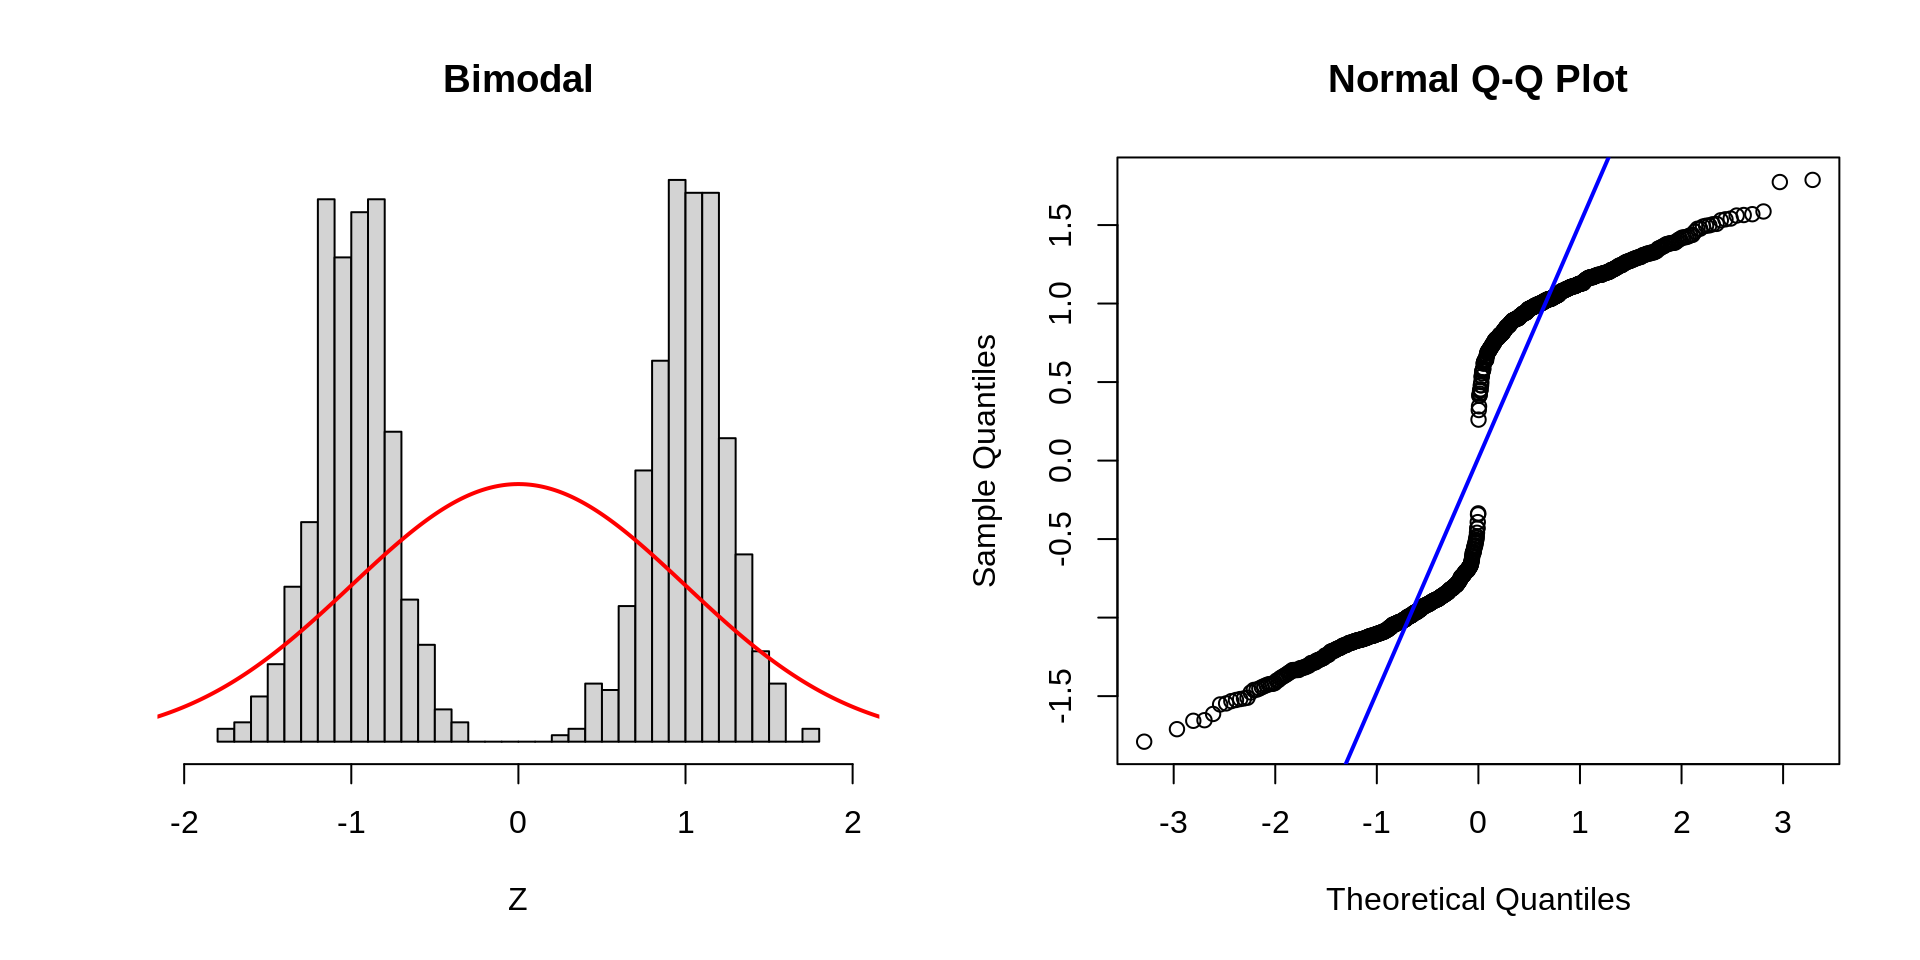 Bimodal
-2 -1 0 1 2
Z
Normal Q-Q Plot
Sample Quantiles
-1.5 -0.5 0.0 0.5 1.0 1.5
-3 -2 -1 0 1 2 3
Theoretical Quantiles